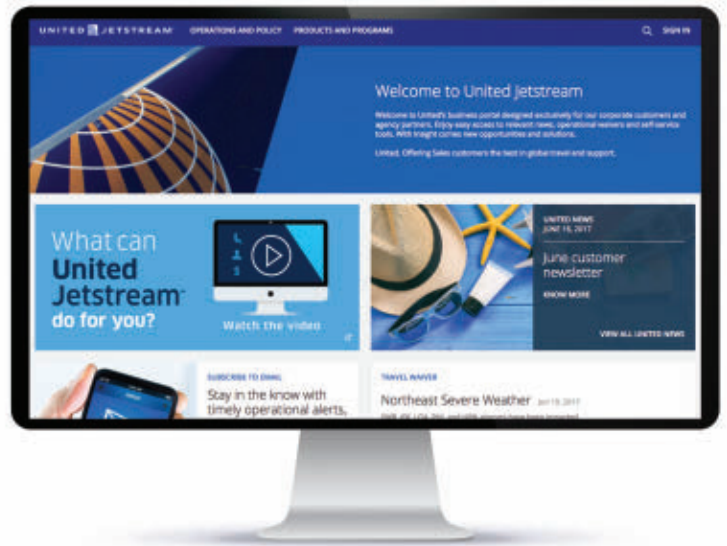 UNITED JETSTREAM OPERATIONS AND POLICY PRODUCTS AND PROGRAMS SIGN IN
Welcome to United Jetstream
Welcome to United's business portal designed exclusively for our corporate customers and
agency partners. Enjoy easy access to relevant news, operational waivers and self-service
tools. With insight comes new opportunities and solutions.
United. Offering Sales customers the best in global travel and support.
What can
United
Jetstream
do for you?
Watch the video
UNITED NEWS
JUNE 15, 2017
June customer
newsletter
KNOW MORE
VIEW ALL UNITED NEWS
SUBSCRIBE TO EMAIL
Stay in the know with
timely operational alerts,
TRAVEL WAIVER
Northeast Severe Weather Jun 19, 2017